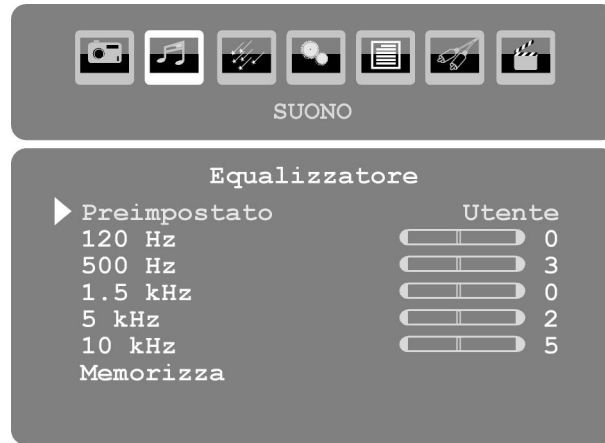 SUONO
Equalizzatore
Preimpostato Utente
120 Hz 0
500 Hz 3
1.5 kHz 0
5 kHz 2
10 kHz 5
Memorizza